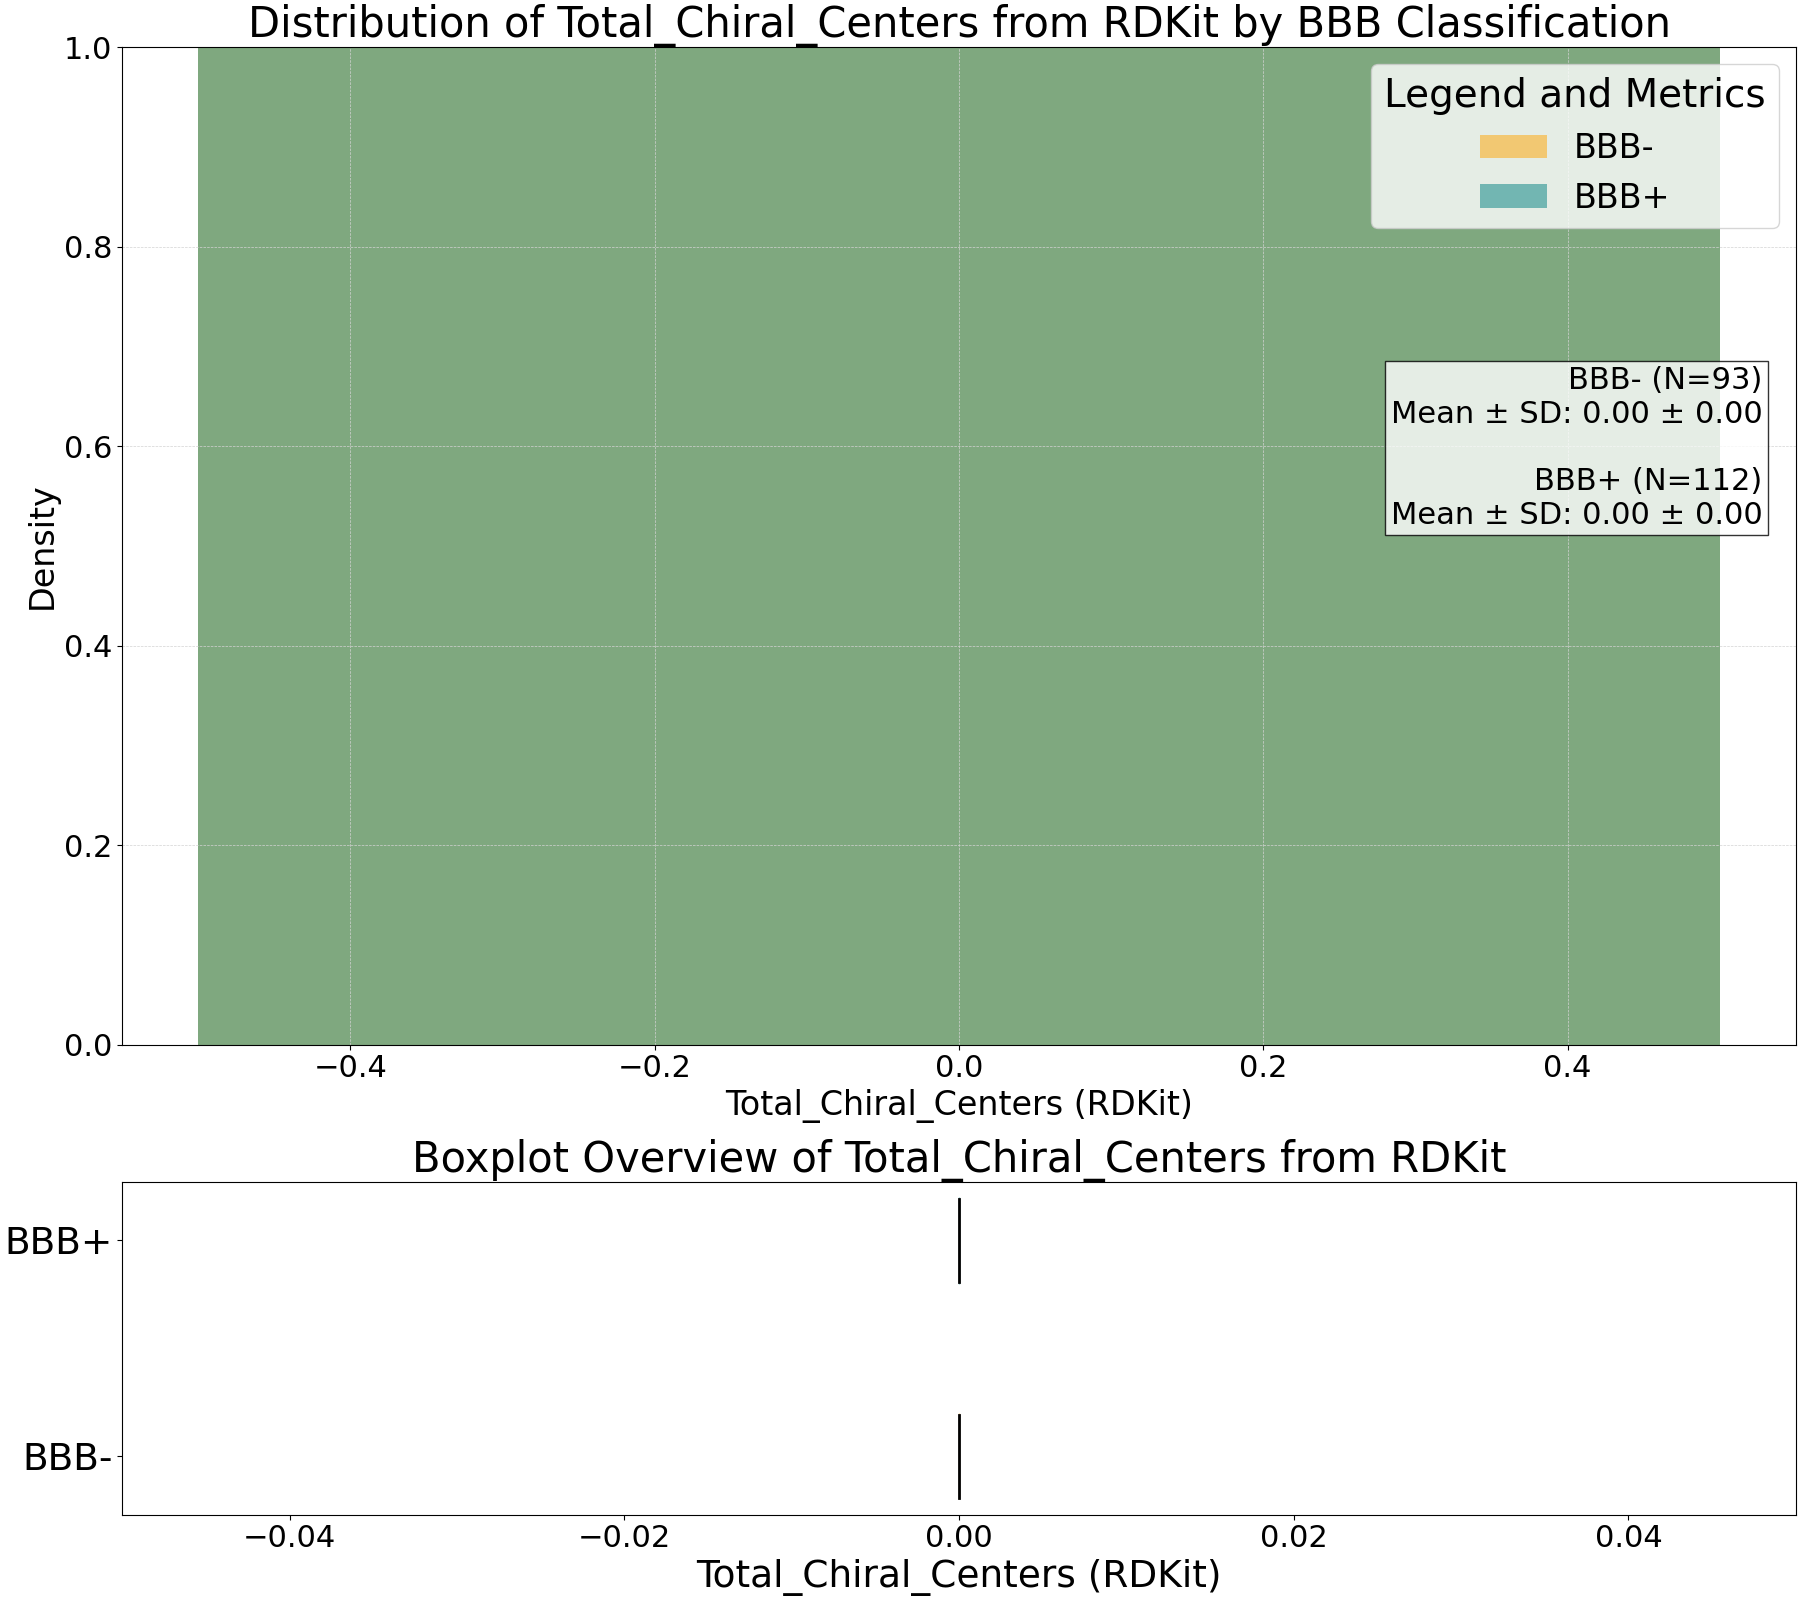 Distribution of Total_Chiral_Centers from RDKit by BBB Classification
1.0
0.8
0.6
0.4
0.2
0.0
Density
Legend and Metrics
BBB-
BBB+
BBB- (N=93)
Mean ± SD: 0.00 ± 0.00
BBB+ (N=112)
Mean ± SD: 0.00 ± 0.00
−0.4 −0.2 0.0 0.2 0.4
Total_Chiral_Centers (RDKit)
Boxplot Overview of Total_Chiral_Centers from RDKit
BBB+
BBB-
−0.04 −0.02 0.00 0.02 0.04
Total_Chiral_Centers (RDKit)